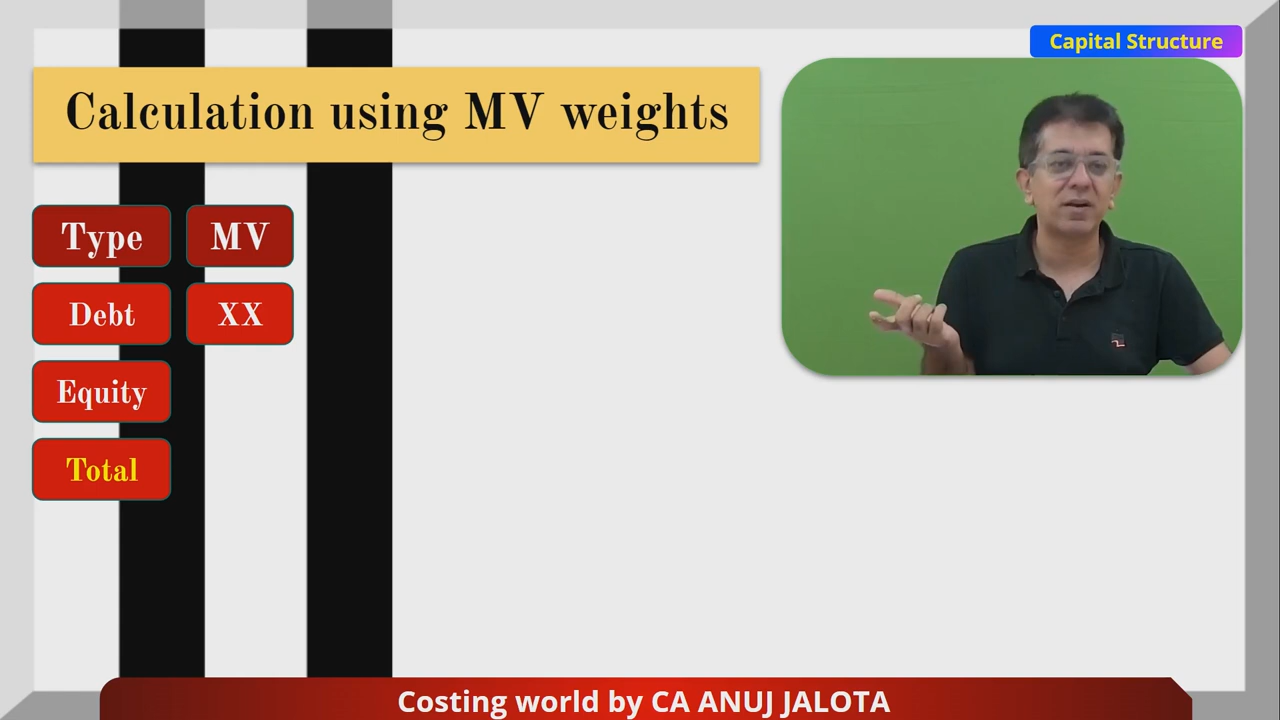 Capital Structure
Calculation using MV weights
Type MV
Debt XX
Equity
Total
Costing world by CA ANUJ JALOTA